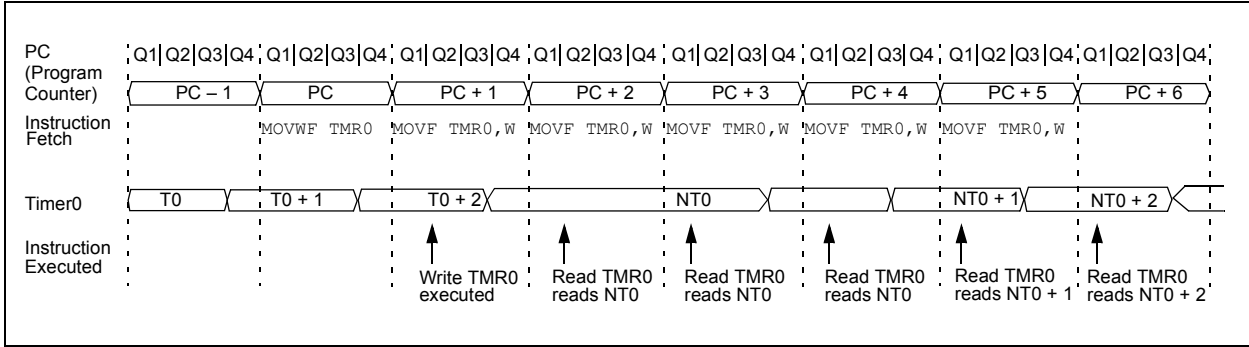 PC
(Program
Counter)
Q1 Q2 Q3 Q4 Q1 Q2 Q3 Q4 Q1 Q2 Q3 Q4 Q1 Q2 Q3 Q4 Q1 Q2 Q3 Q4 Q1 Q2 Q3 Q4 Q1 Q2 Q3 Q4 Q1 Q2 Q3 Q4
PC – 1 PC PC + 1 PC + 2 PC + 3 PC + 4 PC + 5 PC + 6
Instruction
Fetch
MOVWF TMR0 MOVF TMR0,W MOVF TMR0,W MOVF TMR0,W MOVF TMR0,W MOVF TMR0,W
Timer0
T0 T0 + 1 T0 + 2 NT0 NT0 + 1 NT0 + 2
Instruction
Executed
Write TMR0
executed
Read TMR0
reads NT0
Read TMR0
reads NT0
Read TMR0
reads NT0
Read TMR0
reads NT0 + 1
Read TMR0
reads NT0 + 2